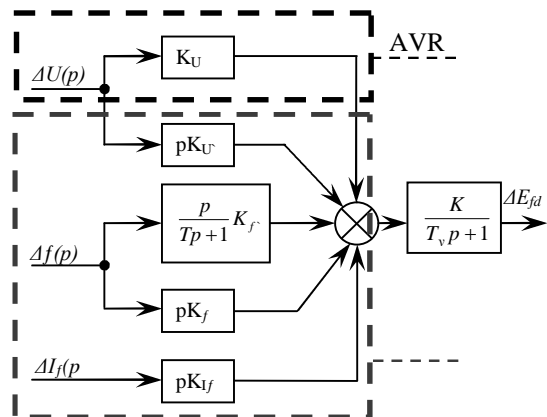 K_U
AVR
ΔU(p)
pK_U`
p
Tp+1
K_f`
K
T_v p+1
ΔE_fd
Δf(p)
pK_f
ΔI_f(p
pK_If